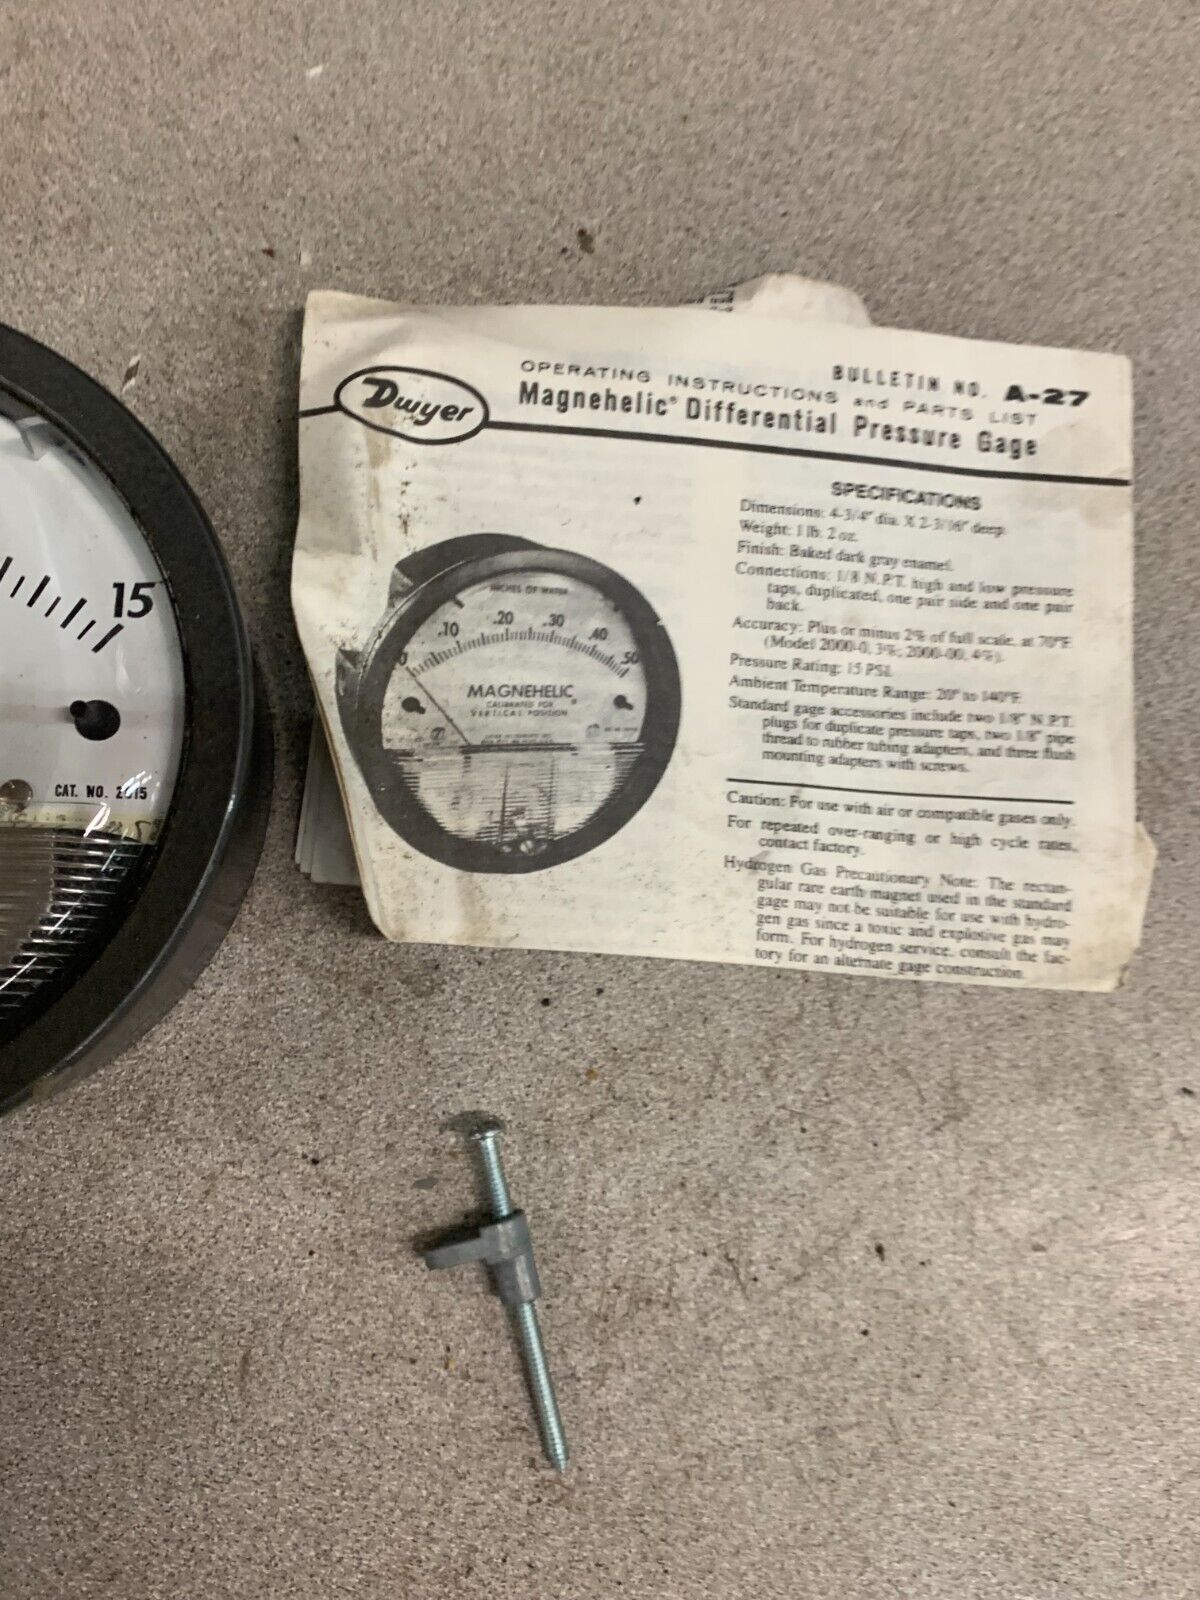 15
CAT. NO. 2015
Dwyer
BULLETIN NO. A-27
OPERATING INSTRUCTIONS and PARTS LIST
Magnehelic® Differential Pressure Gage
INCHES OF WATER
0 .10 .20 .30 .40 .50
MAGNEHELIC®
CALIBRATED FOR
VERTICAL POSITION
SPECIFICATIONS
Dimensions: 4-3/4" dia. X 2-3/16" deep.
Weight: 1 lb. 2 oz.
Finish: Baked dark gray enamel.
Connections: 1/8 N.P.T. high and low pressure
taps, duplicated, one pair side and one pair
back.
Accuracy: Plus or minus 2% of full scale, at 70°F.
(Model 2000-0, 3%; 2000-00, 4%).
Pressure Rating: 15 PSI.
Ambient Temperature Range: 20° to 140°F.
Standard gage accessories include two 1/8" N.P.T.
plugs for duplicate pressure taps, two 1/8" pipe
thread to rubber tubing adapters, and three flush
mounting adapters with screws.
Caution: For use with air or compatible gases only.
For repeated over-ranging or high cycle rates,
contact factory.
Hydrogen Gas Precautionary Note: The rectan-
gular rare earth magnet used in the standard
gage may not be suitable for use with hydro-
gen gas since a toxic and explosive gas may
form. For hydrogen service, consult the fac-
tory for an alternate gage construction.